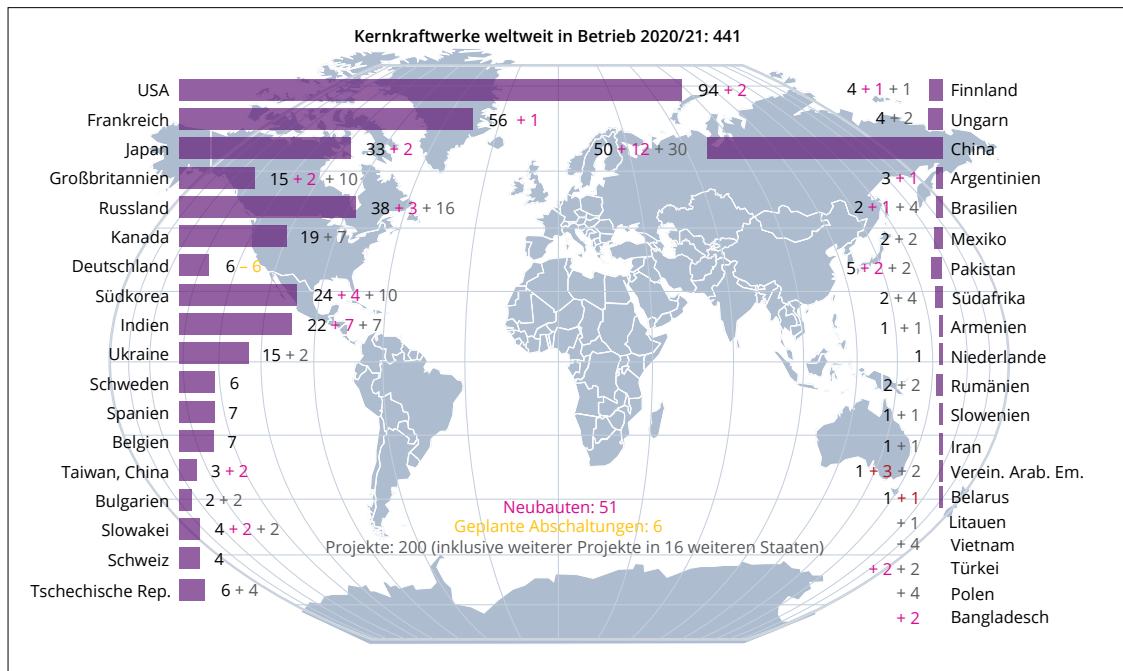 Kernkraftwerke weltweit in Betrieb 2020/21: 441
USA 94 + 2
Frankreich 56 + 1
Japan 33 + 2
Großbritannien 15 + 2 + 10
Russland 38 + 3 + 16
Kanada 19 + 7
Deutschland 6 – 6
Südkorea 24 + 4 + 10
Indien 22 + 7 + 7
Ukraine 15 + 2
Schweden 6
Spanien 7
Belgien 7
Taiwan, China 3 + 2
Bulgarien 2 + 2
Slowakei 4 + 2 + 2
Schweiz 4
Tschechische Rep. 6 + 4
4 + 1 + 1 Finnland
4 + 2 Ungarn
50 + 12 + 30 China
3 + 1 Argentinien
2 + 1 + 4 Brasilien
2 + 2 Mexiko
5 + 2 + 2 Pakistan
2 + 4 Südafrika
1 + 1 Armenien
1 Niederlande
2 + 2 Rumänien
1 + 1 Slowenien
1 + 1 Iran
1 + 3 + 2 Verein. Arab. Em.
1 + 1 Belarus
+ 1 Litauen
+ 4 Vietnam
+ 2 + 2 Türkei
+ 4 Polen
+ 2 Bangladesch
Neubauten: 51
Geplante Abschaltungen: 6
Projekte: 200 (inklusive weiterer Projekte in 16 weiteren Staaten)